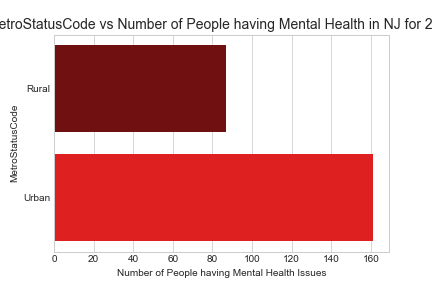 etroStatusCode vs Number of People having Mental Health in NJ for 2
MetroStatusCode
Rural
Urban
0 20 40 60 80 100 120 140 160
Number of People having Mental Health Issues